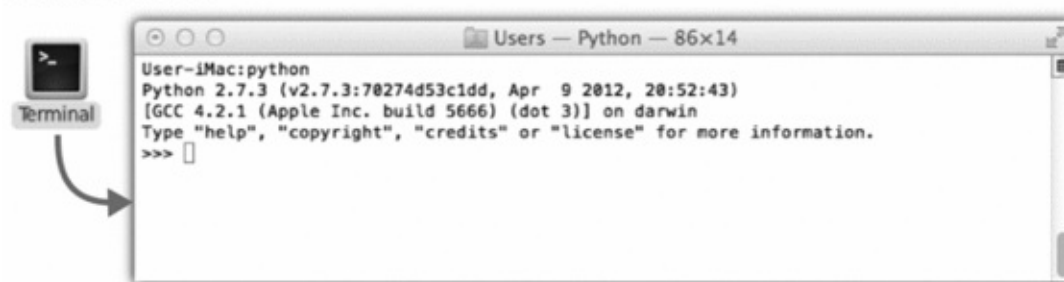 Users — Python — 86×14
>_
Terminal
User-iMac:python
Python 2.7.3 (v2.7.3:70274d53c1dd, Apr  9 2012, 20:52:43)
[GCC 4.2.1 (Apple Inc. build 5666) (dot 3)] on darwin
Type "help", "copyright", "credits" or "license" for more information.
>>>